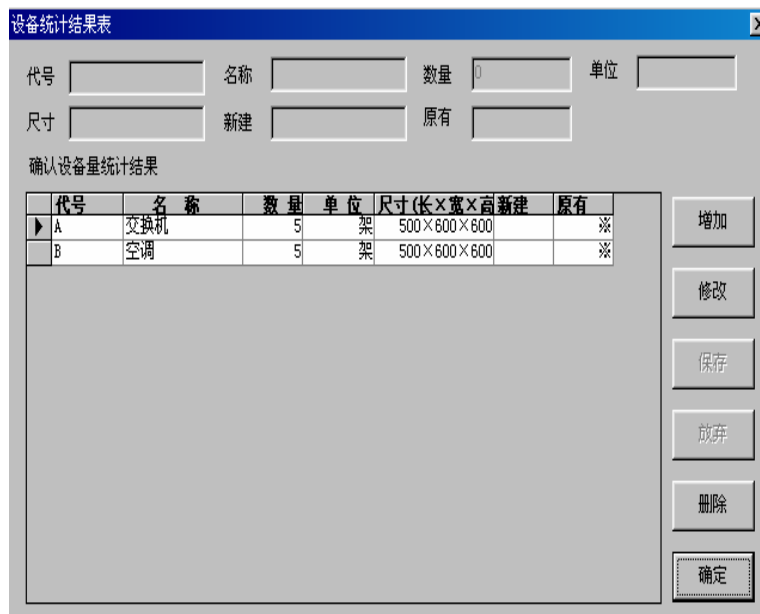 设备统计结果表
代号 名称 数量 0 单位
尺寸 新建 原有
确认设备量统计结果
代号 名 称 数 量 单 位 尺寸(长×宽×高 新建 原有
A 交换机 5 架 500×600×600 ※
B 空调 5 架 500×600×600 ※
增加
修改
保存
放弃
删除
确定